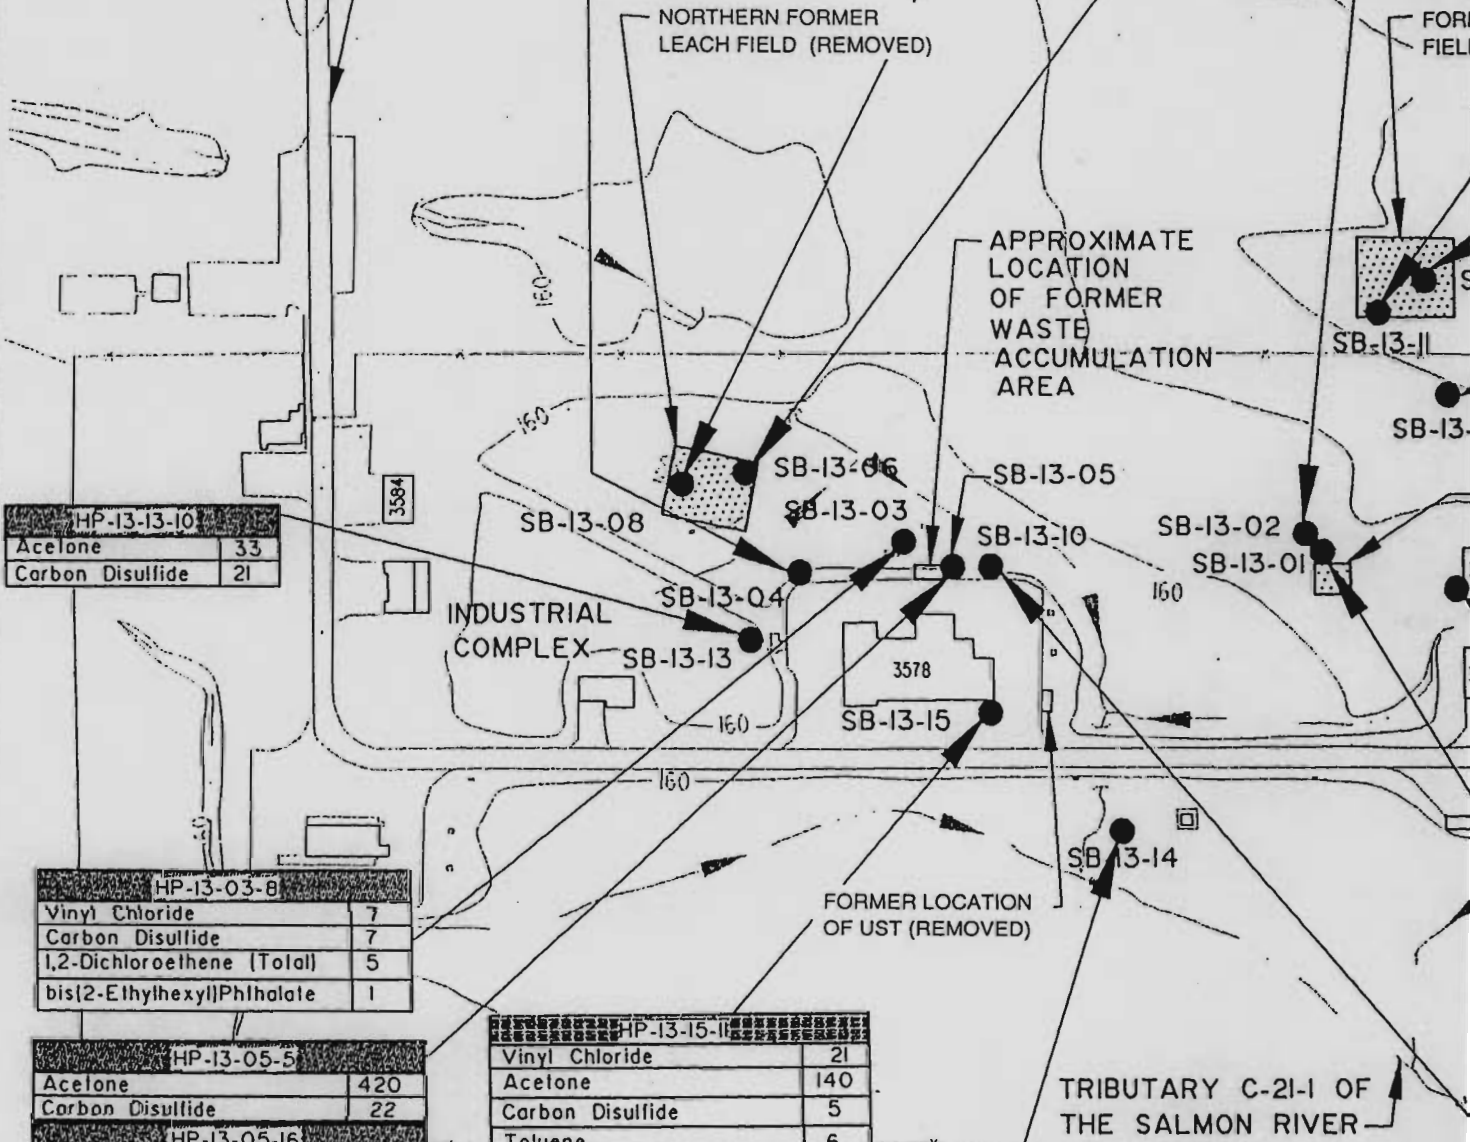 NORTHERN FORMER
LEACH FIELD (REMOVED)
APPROXIMATE
LOCATION
OF FORMER
WASTE
ACCUMULATION
AREA
160
SB-13-11
160
SB-13-06
SB-13-05
SB-13-03
SB-13-08
SB-13-10
SB-13-02
SB-13-01
3584
HP-13-13-10
Acetone 33
Carbon Disulfide 21
SB-13-04
160
INDUSTRIAL
COMPLEX
SB-13-13
3578
SB-13-15
160
160
SB-13-14
HP-13-03-8
Vinyl Chloride 7
Carbon Disulfide 7
1,2-Dichloroethene (Total) 5
bis(2-Ethylhexyl)Phthalate 1
FORMER LOCATION
OF UST (REMOVED)
HP-13-05-5
Acetone 420
Carbon Disulfide 22
HP-13-05-16
HP-13-15-11
Vinyl Chloride 21
Acetone 140
Carbon Disulfide 5
Toluene 6
TRIBUTARY C-21-1 OF
THE SALMON RIVER